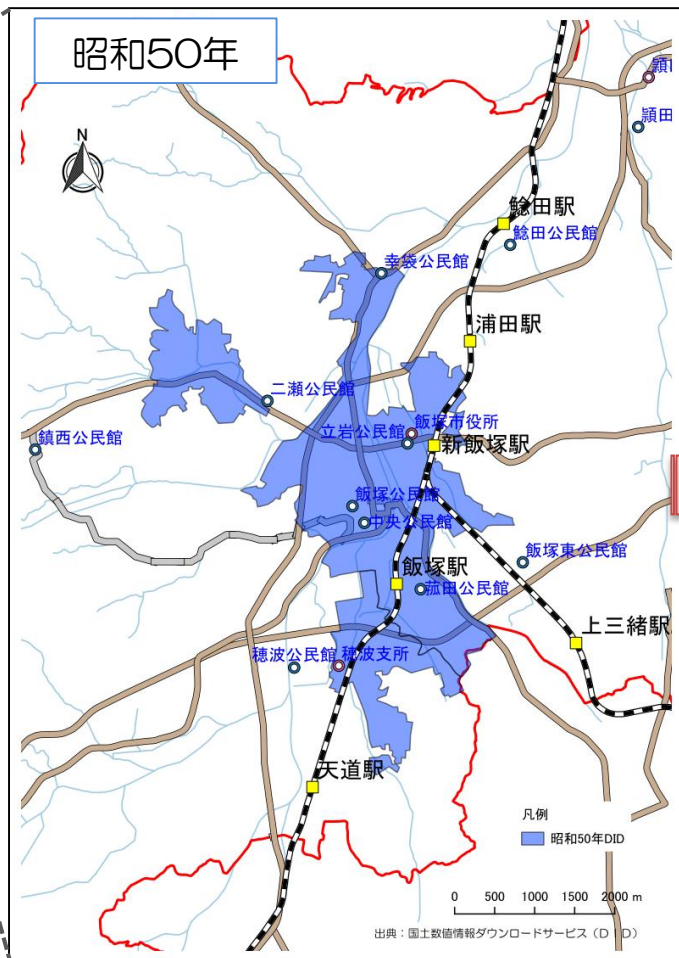 昭和50年
N
頴田
鯰田駅
鯰田公民館
幸袋公民館
浦田駅
二瀬公民館
飯塚市役所
立岩公民館
新飯塚駅
鎮西公民館
飯塚公民館
中央公民館
飯塚東公民館
飯塚駅
菰田公民館
上三緒駅
穂波公民館
穂波支所
天道駅
凡例
昭和50年DID
0 500 1000 1500 2000 m
出典：国土数値情報ダウンロードサービス（D D）